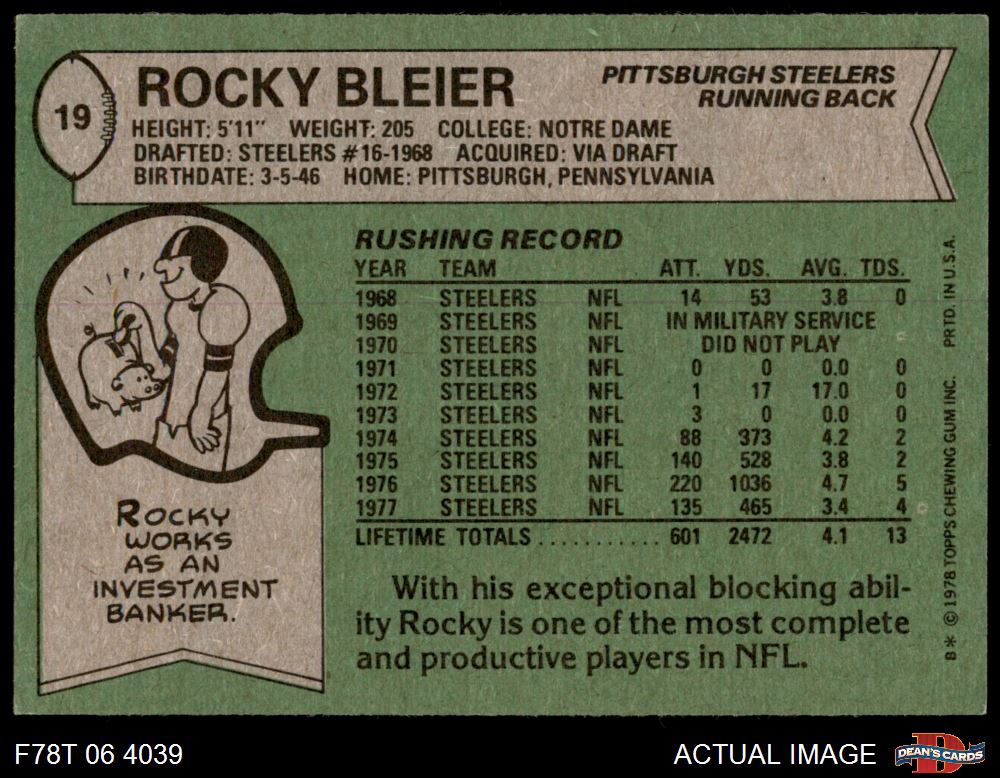 19
ROCKY BLEIER
PITTSBURGH STEELERS
RUNNING BACK
HEIGHT: 5'11" WEIGHT: 205 COLLEGE: NOTRE DAME
DRAFTED: STEELERS #16-1968 ACQUIRED: VIA DRAFT
BIRTHDATE: 3-5-46 HOME: PITTSBURGH, PENNSYLVANIA
RUSHING RECORD
YEAR TEAM ATT. YDS. AVG. TDS.
1968 STEELERS NFL 14 53 3.8 0
1969 STEELERS NFL IN MILITARY SERVICE
1970 STEELERS NFL DID NOT PLAY
1971 STEELERS NFL 0 0 0.0 0
1972 STEELERS NFL 1 17 17.0 0
1973 STEELERS NFL 3 0 0.0 0
1974 STEELERS NFL 88 373 4.2 2
1975 STEELERS NFL 140 528 3.8 2
1976 STEELERS NFL 220 1036 4.7 5
1977 STEELERS NFL 135 465 3.4 4
LIFETIME TOTALS ........... 601 2472 4.1 13
ROCKY
WORKS
AS AN
INVESTMENT
BANKER.
With his exceptional blocking abil-
ity Rocky is one of the most complete
and productive players in NFL.
B* © 1978 TOPPS CHEWING GUM INC. PRTD. IN U.S.A.
F78T 06 4039
ACTUAL IMAGE
D
DEAN'S CARDS